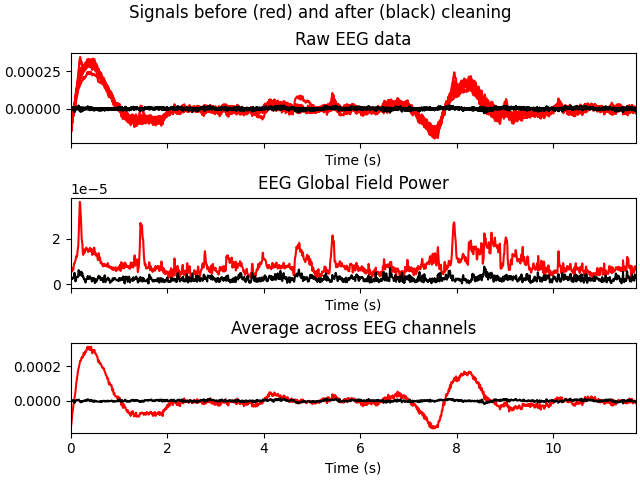 Signals before (red) and after (black) cleaning
Raw EEG data
0.00025
0.00000
Time (s)
EEG Global Field Power
1e−5
2
0
Time (s)
Average across EEG channels
0.0002
0.0000
0 2 4 6 8 10
Time (s)